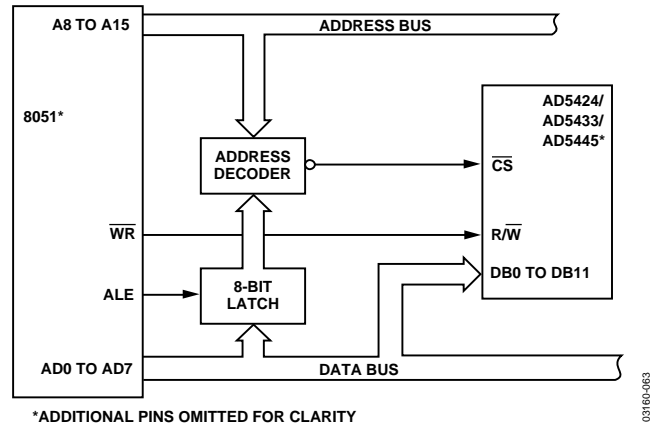 A8 TO A15
ADDRESS BUS
8051*
AD5424/
AD5433/
AD5445*
ADDRESS
DECODER
CS
WR
R/W
8-BIT
LATCH
DB0 TO DB11
ALE
AD0 TO AD7
DATA BUS
*ADDITIONAL PINS OMITTED FOR CLARITY
03160-063